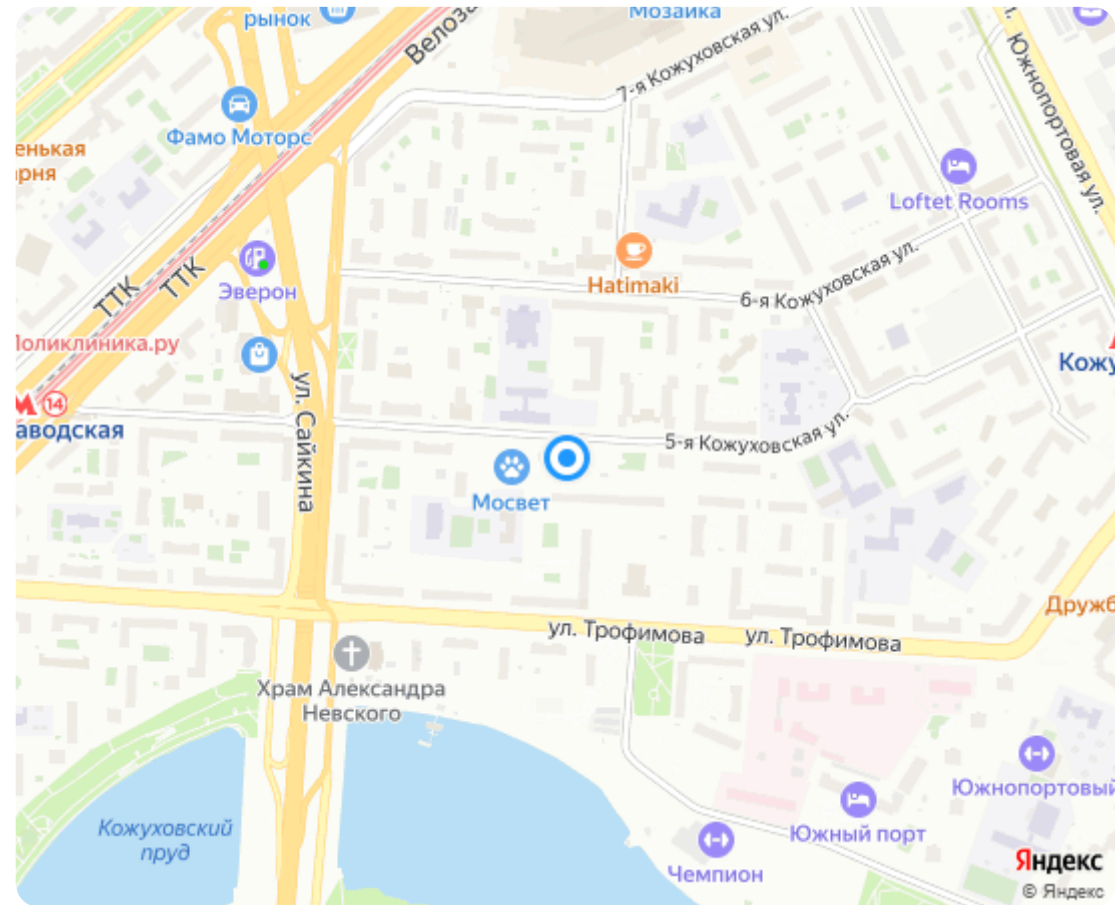 рынок
Мозаика
Велоза
7-я Кожуховская ул.
л. Южнопортовая ул.
Фамо Моторс
енькая
арня
Loftet Rooms
ТТК
ТТК
Эверон
Hatimaki
6-я Кожуховская ул.
Поликлиника.ру
Кожу
М 14
аводская
ул. Сайкина
5-я Кожуховская ул.
Мосвет
Дружб
ул. Трофимова
ул. Трофимова
Храм Александра
Невского
Южнопортовый
Кожуховский
пруд
Южный порт
Чемпион
Яндекс
© Яндекс